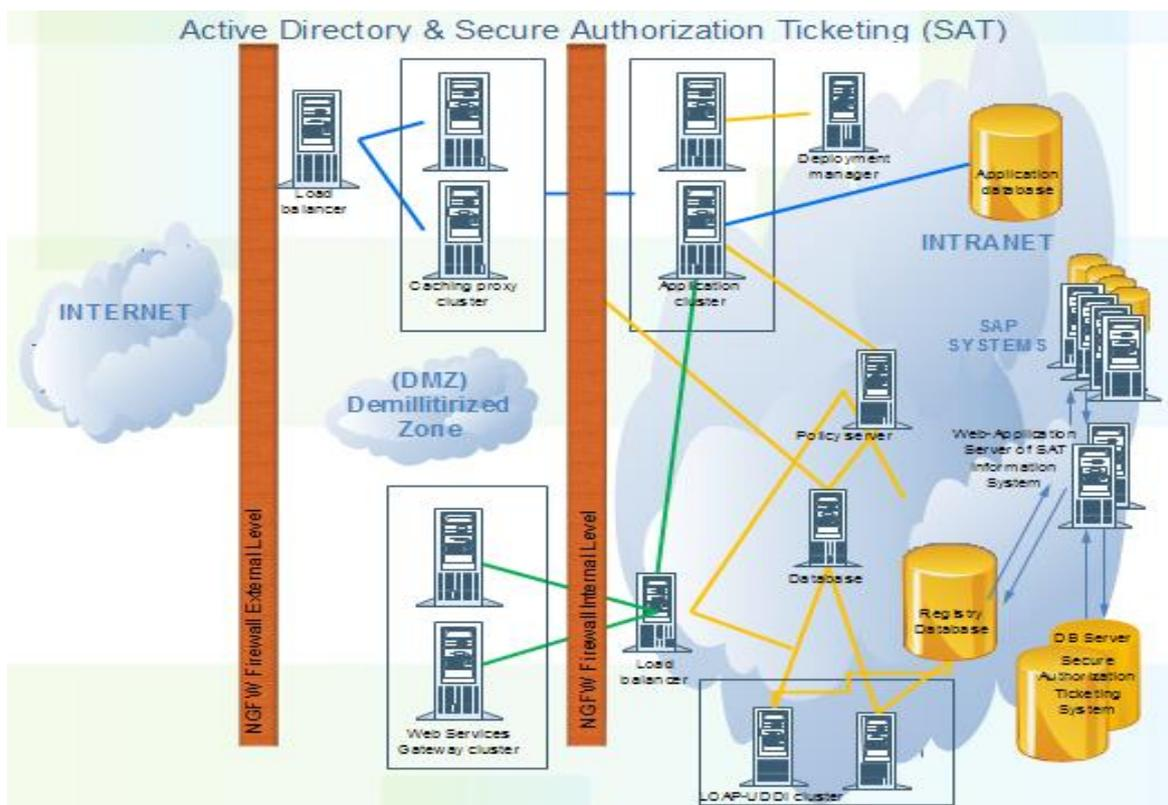 Active Directory & Secure Authorization Ticketing (SAT)
Load
balancer
Caching proxy
cluster
Application
cluster
Deployment
manager
Application
database
INTRANET
INTERNET
(DMZ)
Demillitirized
Zone
SAP
SYSTEMS
Policy server
Web-Application
Server of SAT
Information
System
NGFW Firewall External Level
NGFW Firewall Internal Level
Database
Registry
Database
Load
balancer
Web Services
Gateway cluster
DB Server
Secure
Authorization
Ticketing
System
LOAP-UDDI cluster